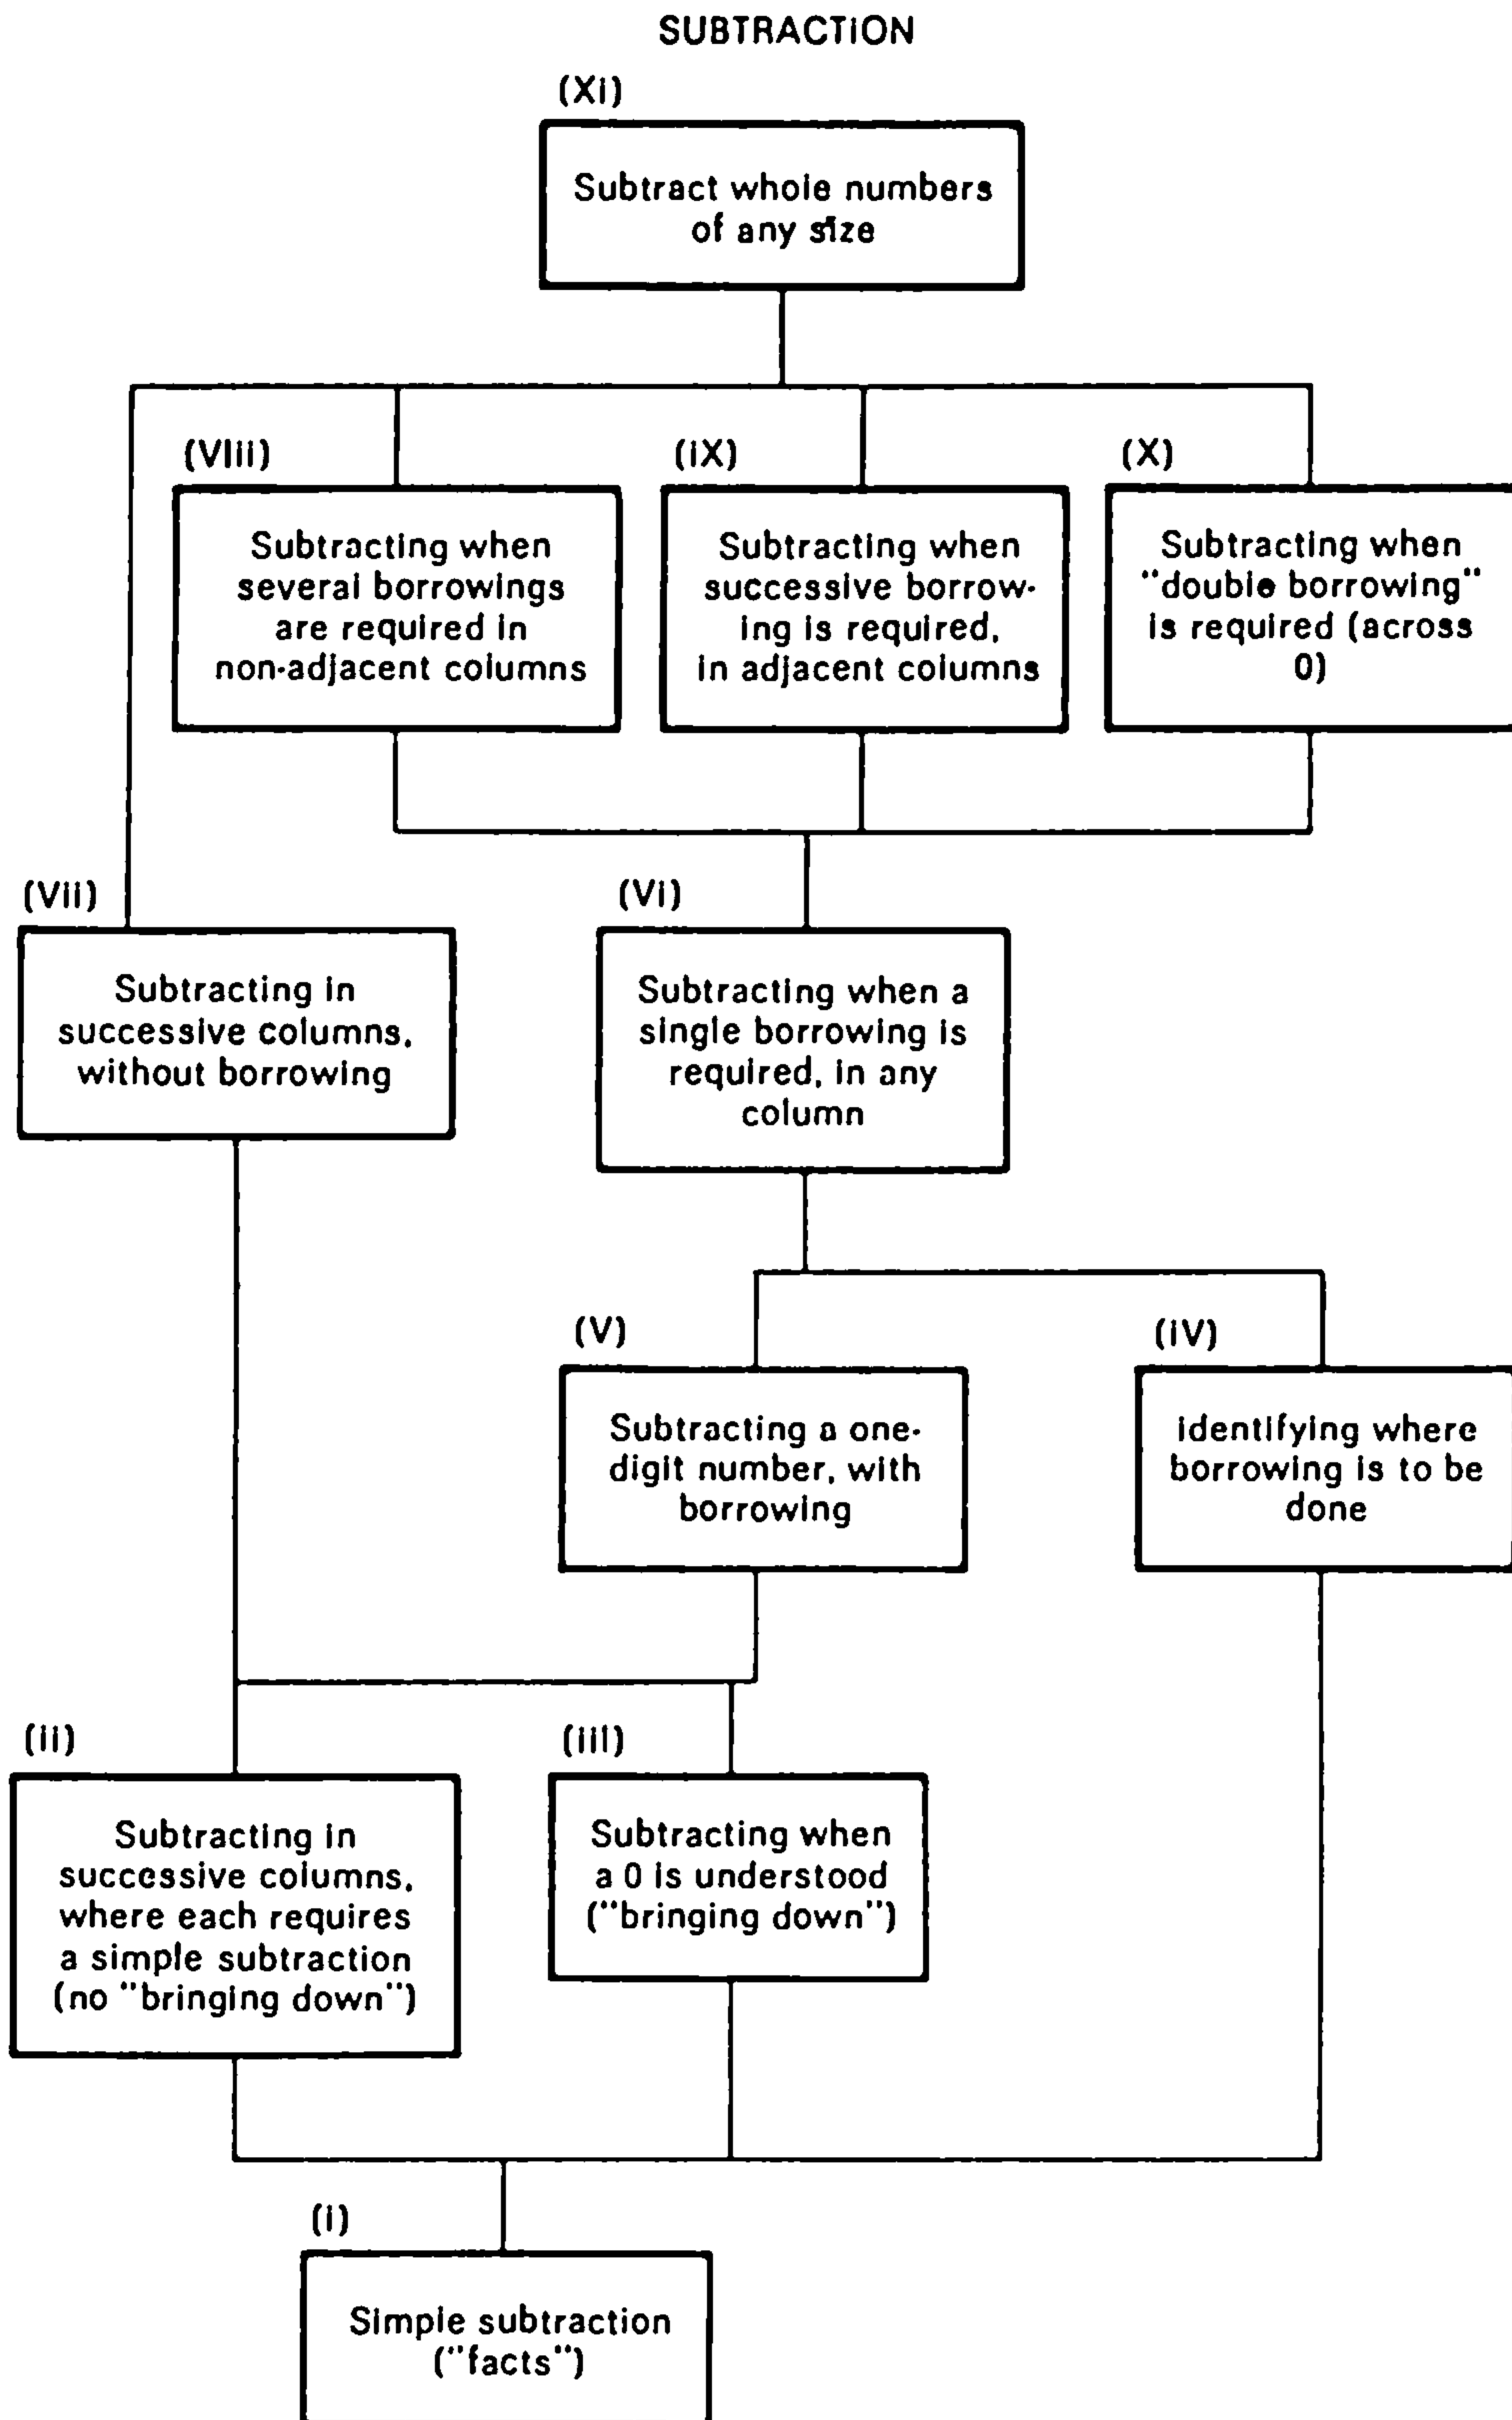 SUBTRACTION
(Xi)
Subtract whole numbers
of any size
(VIii)
Subtracting when
several borrowings
are required in
non-adjacent columns
(iX)
Subtracting when
successive borrow-
ing is required,
in adjacent columns
(X)
Subtracting when
"double borrowing"
is required (across
0)
(Vii)
Subtracting in
successive columns,
without borrowing
(Vi)
Subtracting when a
single borrowing is
required, in any
column
(V)
Subtracting a one-
digit number, with
borrowing
(iV)
identifying where
borrowing is to be
done
(ii)
Subtracting in
successive columns,
where each requires
a simple subtraction
(no "bringing down")
(iii)
Subtracting when
a 0 is understood
("bringing down")
(i)
Simple subtraction
("facts")